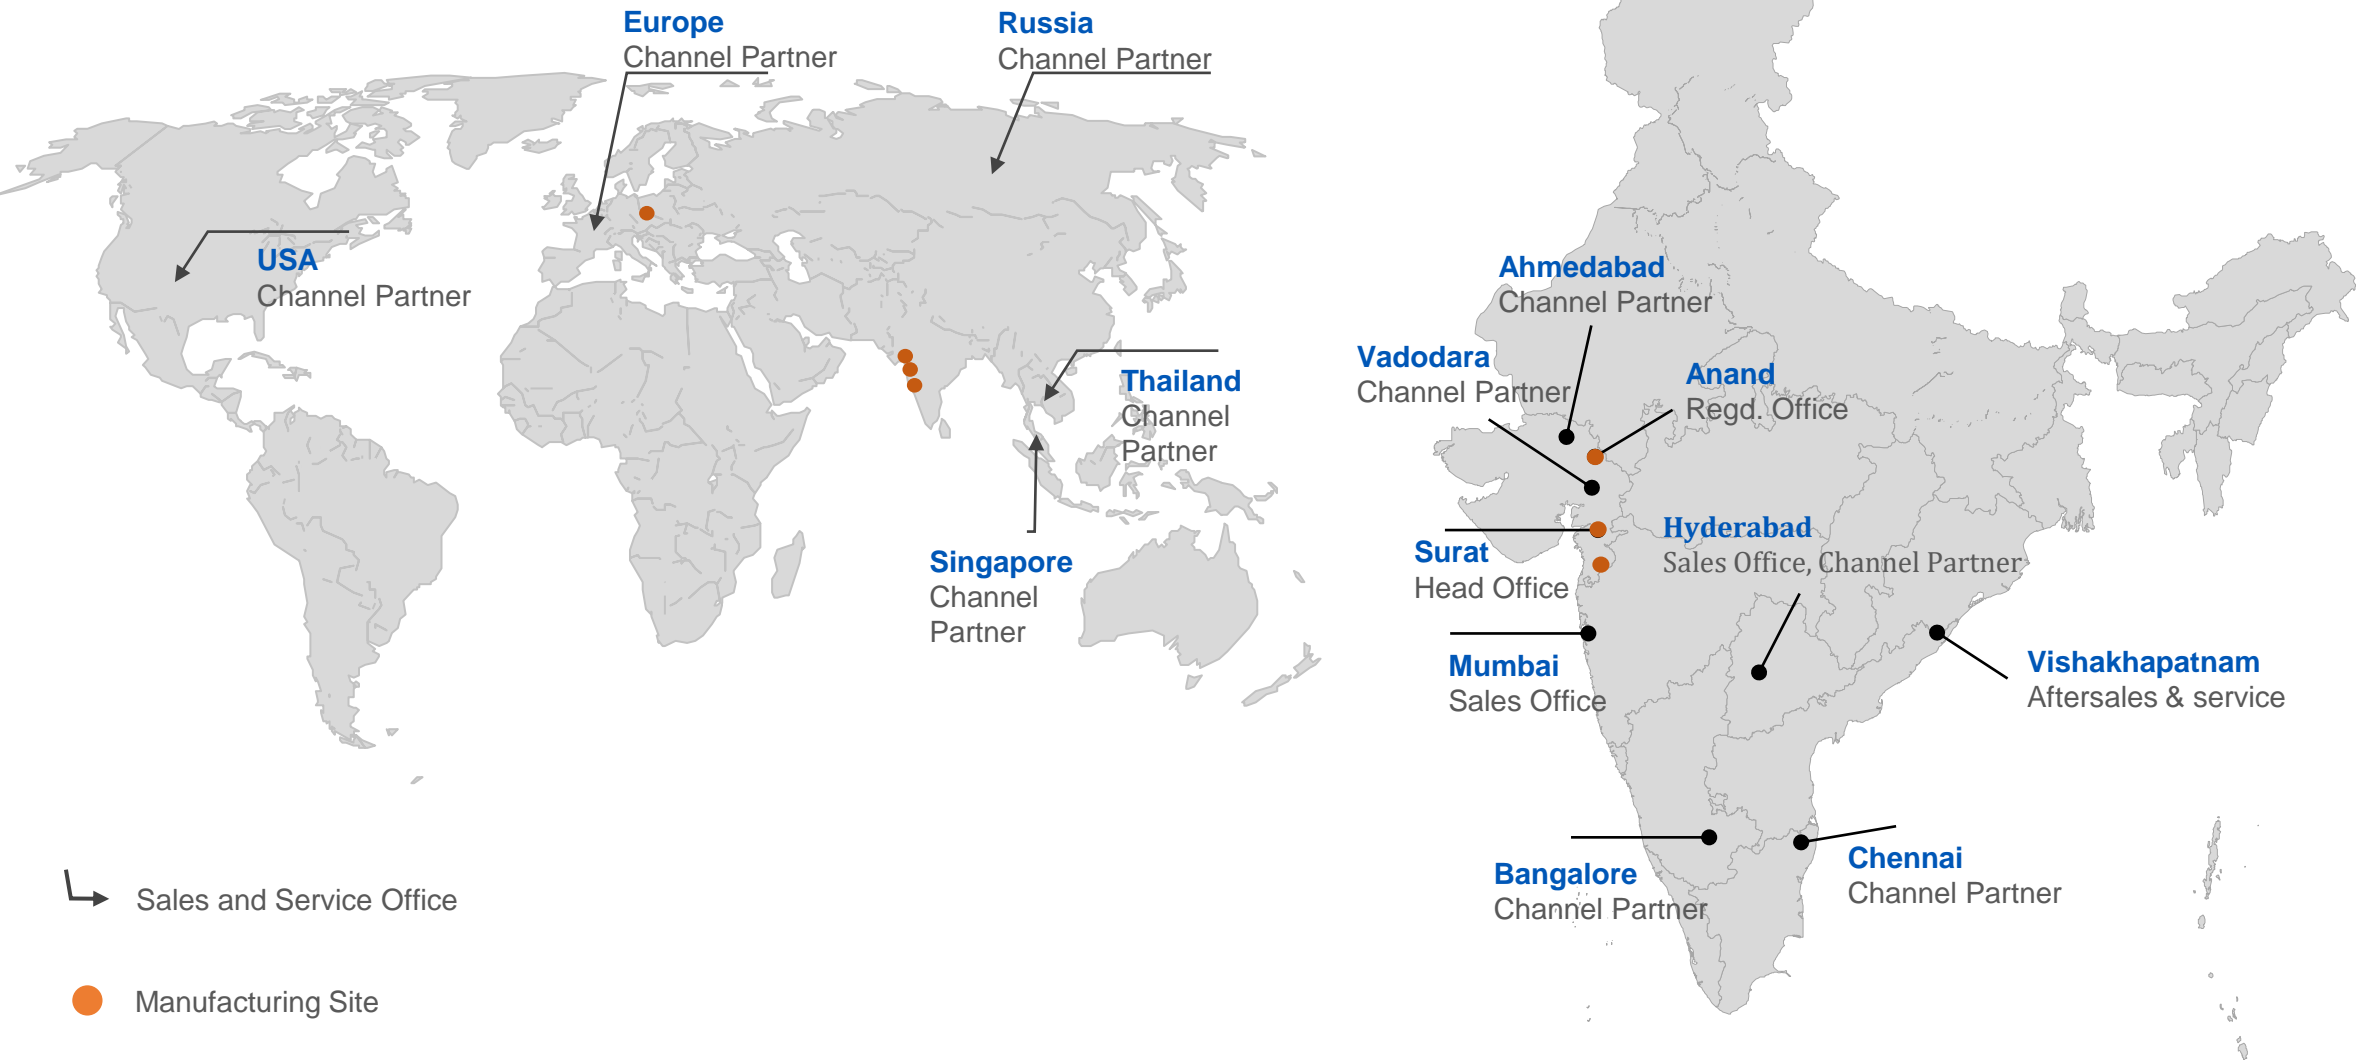 Europe
Channel Partner
Russia
Channel Partner
USA
Channel Partner
Thailand
Channel
Partner
Singapore
Channel
Partner
Sales and Service Office
Manufacturing Site
Ahmedabad
Channel Partner
Vadodara
Channel Partner
Anand
Regd. Office
Surat
Head Office
Hyderabad
Sales Office, Channel Partner
Mumbai
Sales Office
Vishakhapatnam
Aftersales & service
Bangalore
Channel Partner
Chennai
Channel Partner